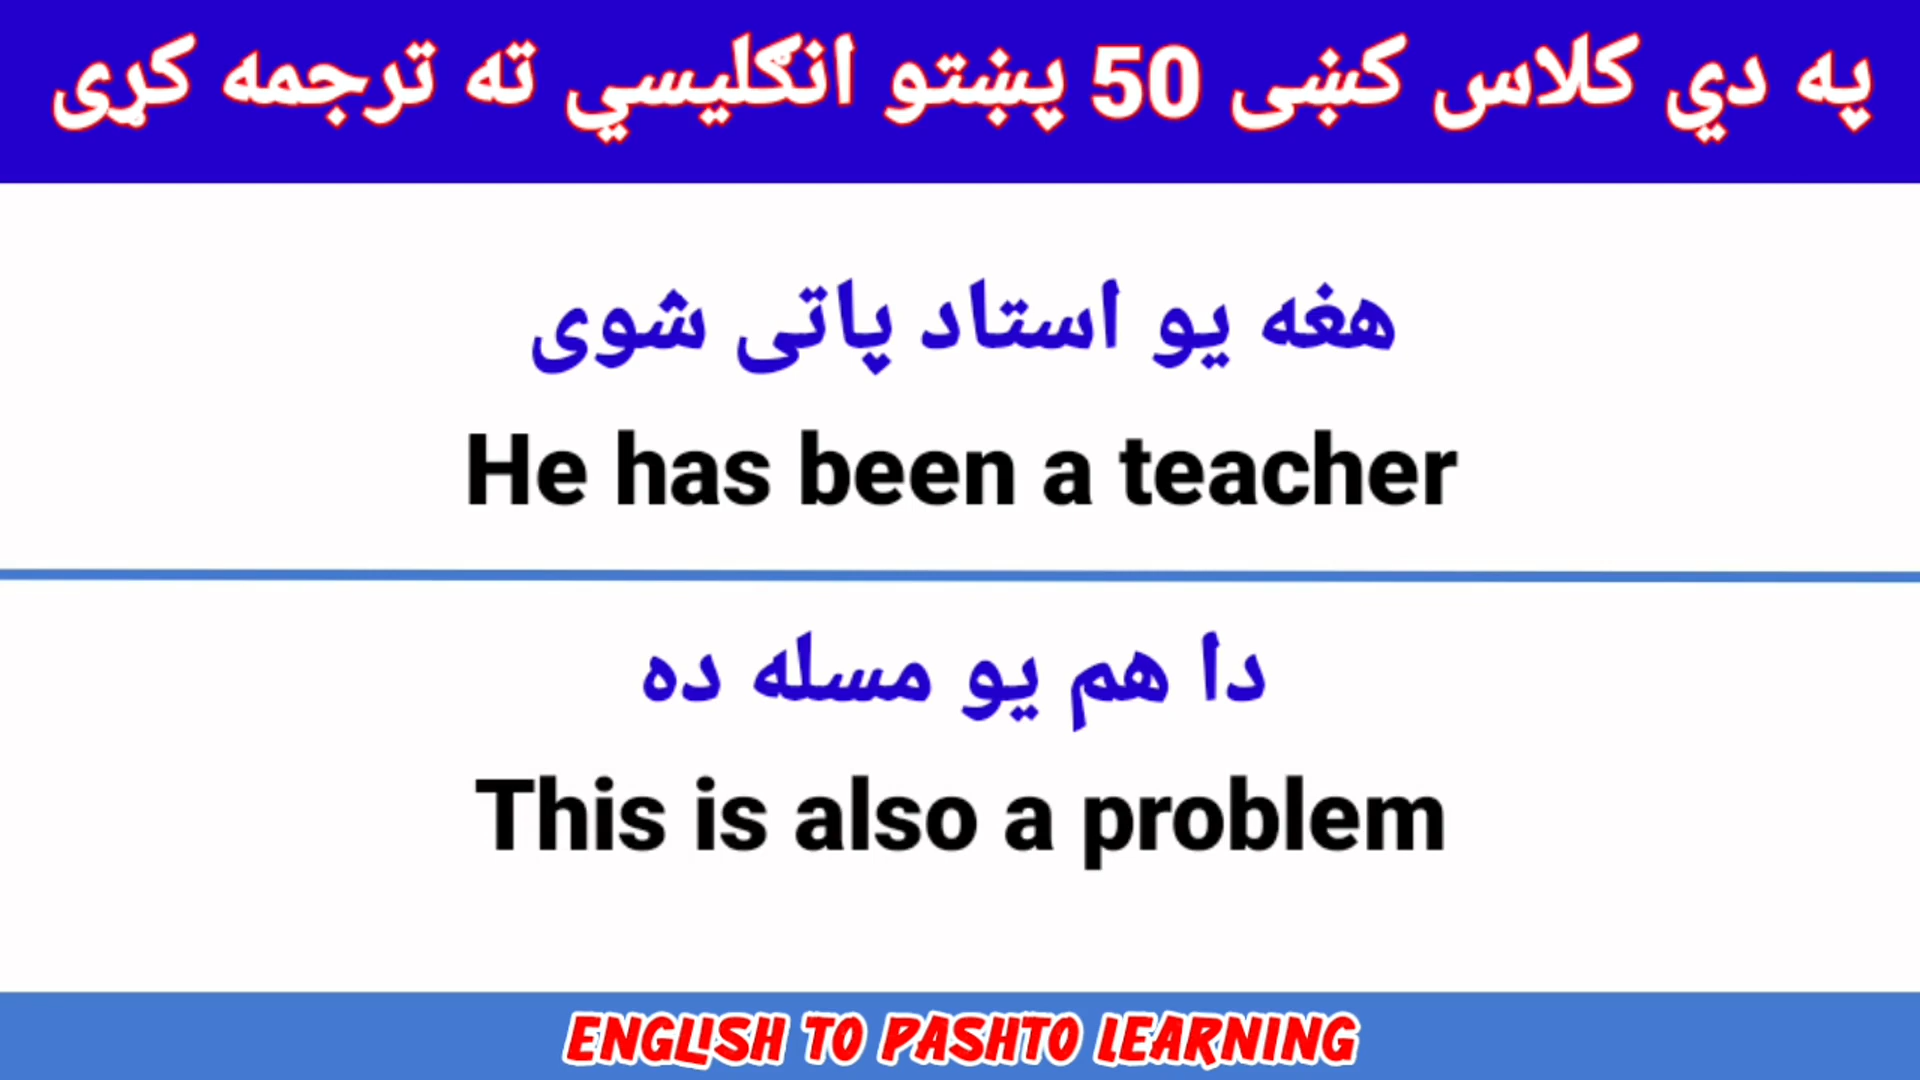 په دي کلاس کښی 50 پښتو انګلیسي ته ترجمه کړی
هغه یو استاد پاتی شوی
He has been a teacher
دا هم یو مسله ده
This is also a problem
ENGLISH TO PASHTO LEARNING